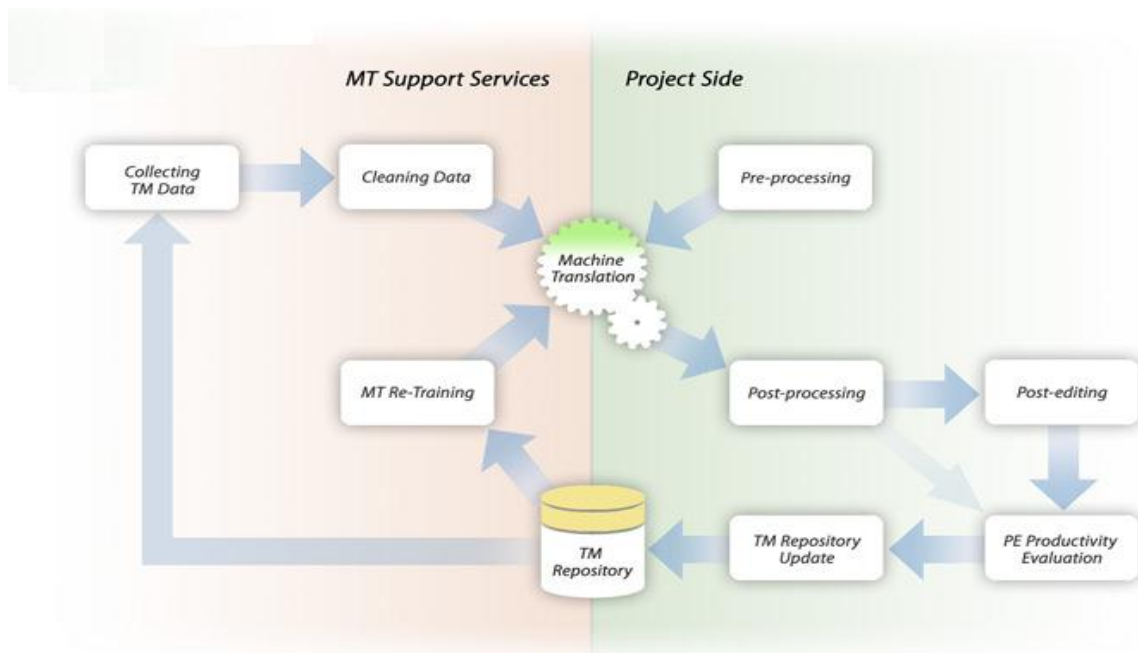 MT Support Services
Project Side
Collecting
TM Data
Cleaning Data
Pre-processing
Machine
Translation
MT Re-Training
Post-processing
Post-editing
TM
Repository
TM Repository
Update
PE Productivity
Evaluation